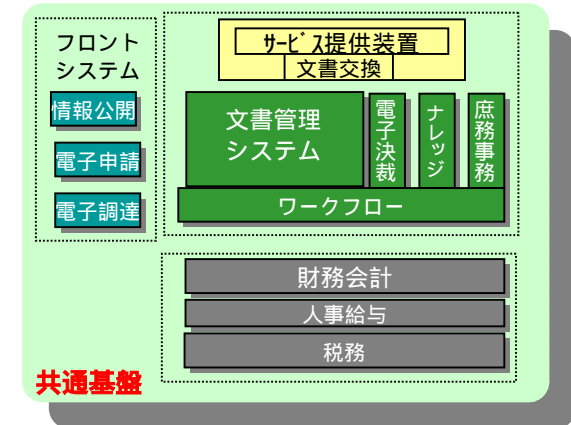 フロント
システム
情報公開
電子申請
電子調達
サービス提供装置
文書交換
文書管理
システム
電子決裁
ナレッジ
庶務事務
ワークフロー
財務会計
人事給与
税務
共通基盤